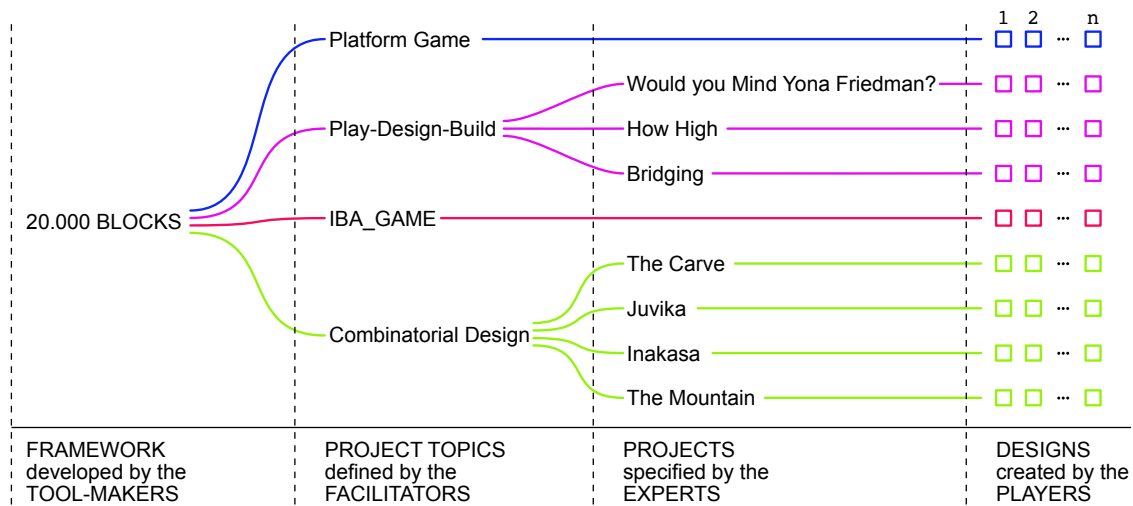 1 2 n
Platform Game ...
Would you Mind Yona Friedman? ...
Play-Design-Build
How High ...
Bridging ...
20.000 BLOCKS
IBA_GAME ...
The Carve ...
Juvika ...
Combinatorial Design
Inakasa ...
The Mountain ...
FRAMEWORK
developed by the
TOOL-MAKERS
PROJECT TOPICS
defined by the
FACILITATORS
PROJECTS
specified by the
EXPERTS
DESIGNS
created by the
PLAYERS